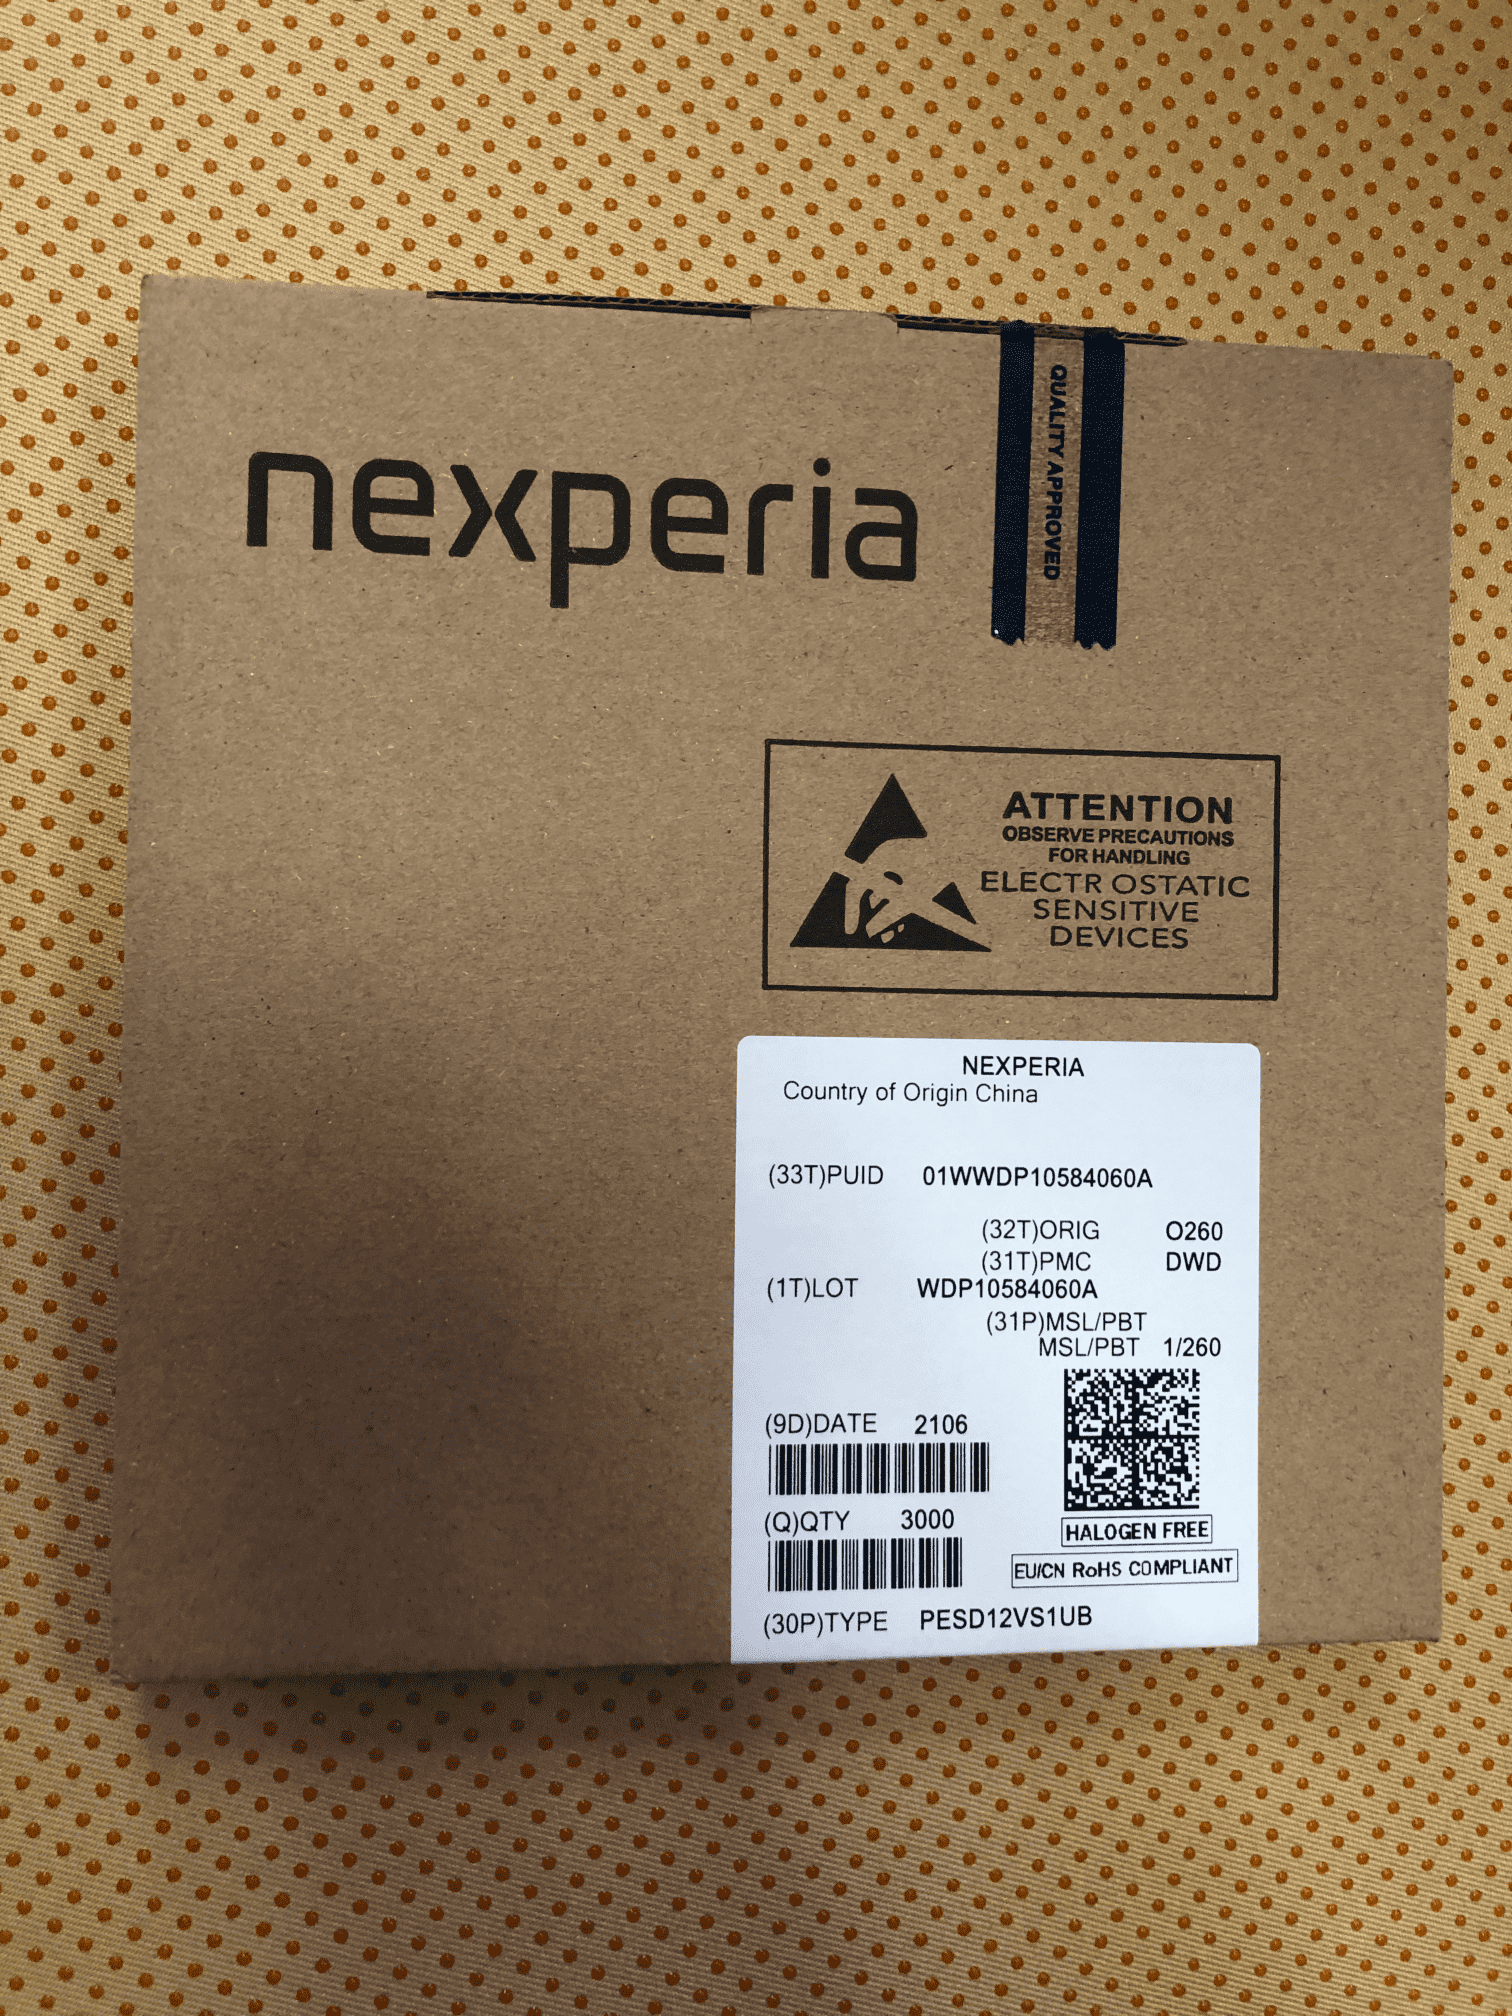 nexperia
QUALITY APPROVED
ATTENTION
OBSERVE PRECAUTIONS
FOR HANDLING
ELECTR OSTATIC
SENSITIVE
DEVICES
NEXPERIA
Country of Origin China
(33T)PUID 01WWDP10584060A
(32T)ORIG O260
(31T)PMC DWD
(1T)LOT WDP10584060A
(31P)MSL/PBT
MSL/PBT 1/260
(9D)DATE 2106
(Q)QTY 3000
HALOGEN FREE
EU/CN RoHS COMPLIANT
(30P)TYPE PESD12VS1UB